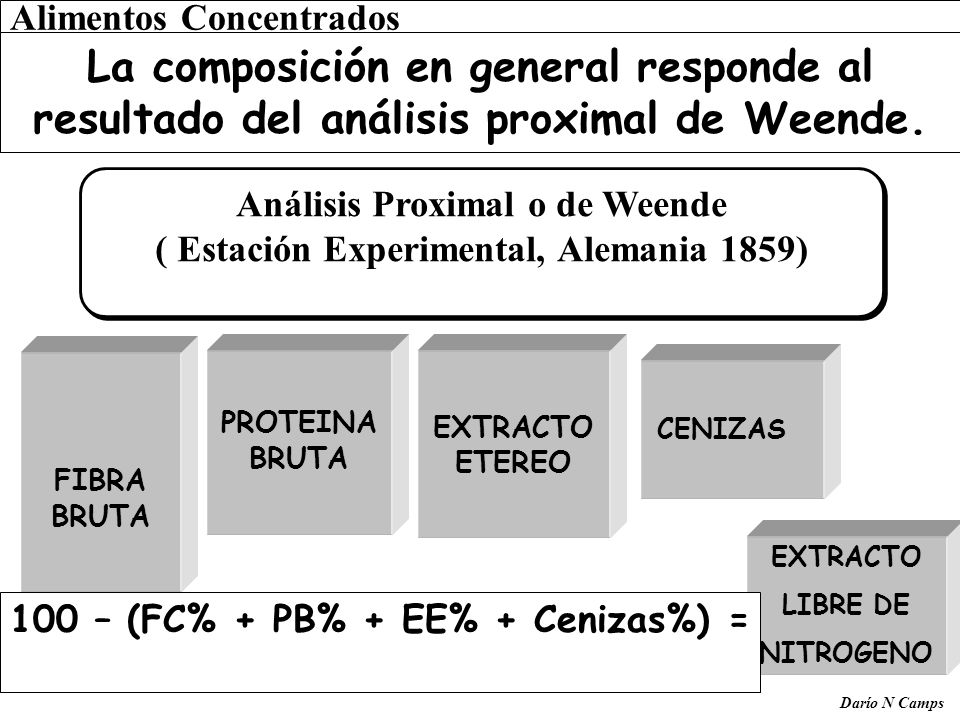 Alimentos Concentrados
La composición en general responde al
resultado del análisis proximal de Weende.
Análisis Proximal o de Weende
( Estación Experimental, Alemania 1859)
FIBRA
BRUTA
PROTEINA
BRUTA
EXTRACTO
ETEREO
CENIZAS
100 – (FC% + PB% + EE% + Cenizas%) =
EXTRACTO
LIBRE DE
NITROGENO
Darío N Camps